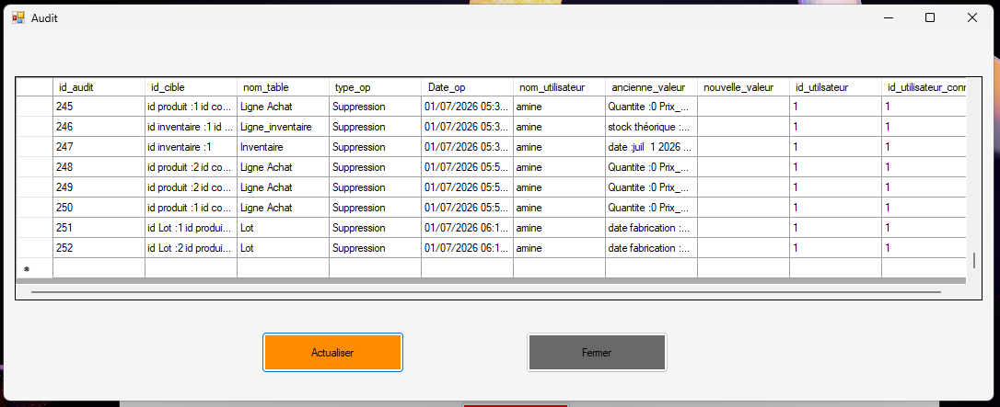 Audit
id_audit id_cible nom_table type_op Date_op nom_utilisateur ancienne_valeur nouvelle_valeur id_utilsateur id_utilisateur_conn
245 id produit :1 id co... Ligne Achat Suppression 01/07/2026 05:3... amine Quantite :0 Prix_... 1 1
246 id inventaire :1 id ... Ligne_inventaire Suppression 01/07/2026 05:3... amine stock théorique :... 1 1
247 id inventaire :1 Inventaire Suppression 01/07/2026 05:3... amine date :juil  1 2026 ... 1 1
248 id produit :2 id co... Ligne Achat Suppression 01/07/2026 05:5... amine Quantite :0 Prix_... 1 1
249 id produit :2 id co... Ligne Achat Suppression 01/07/2026 05:5... amine Quantite :0 Prix_... 1 1
250 id produit :1 id co... Ligne Achat Suppression 01/07/2026 05:5... amine Quantite :0 Prix_... 1 1
251 id Lot :1 id produi... Lot Suppression 01/07/2026 06:1... amine date fabrication :... 1 1
252 id Lot :2 id produi... Lot Suppression 01/07/2026 06:1... amine date fabrication :... 1 1
*
Actualiser Fermer